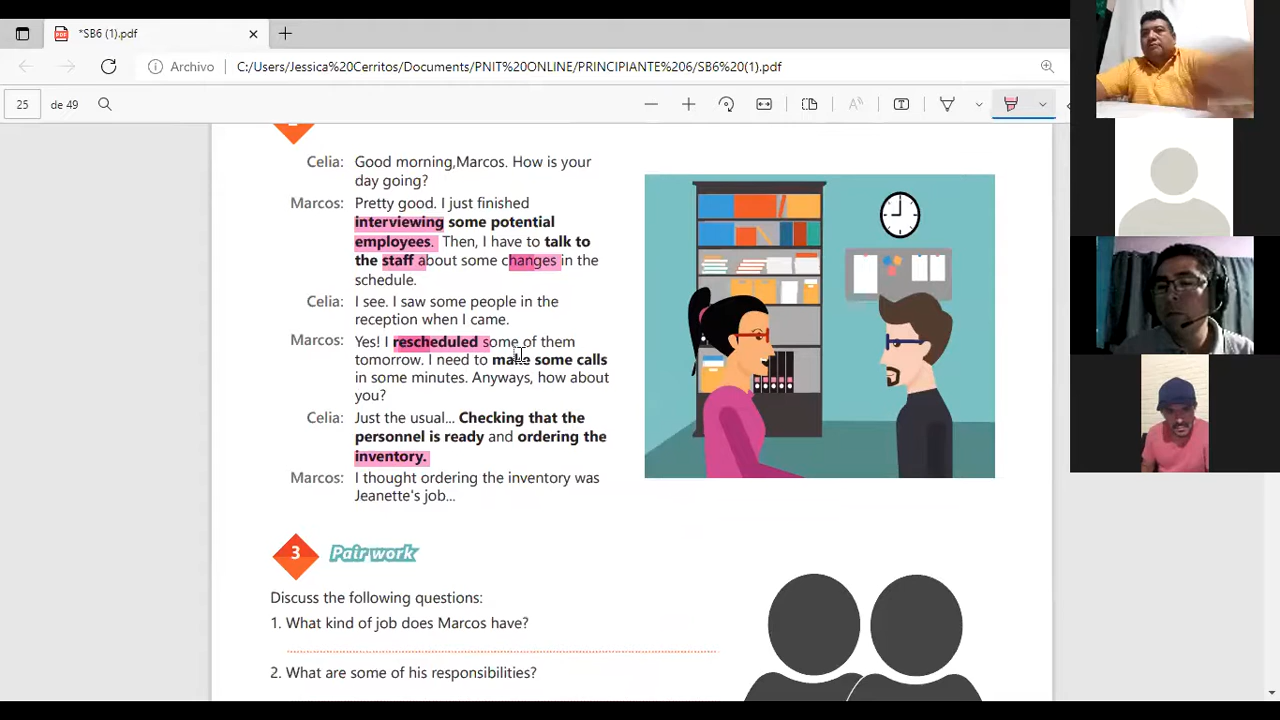 *SB6 (1).pdf
Archivo
C:/Users/Jessica%20Cerritos/Documents/PNIT%20ONLINE/PRINCIPIANTE%206/SB6%20(1).pdf
25 de 49
Celia: Good morning,Marcos. How is your
day going?
Marcos: Pretty good. I just finished
interviewing some potential
employees. Then, I have to talk to
the staff about some changes in the
schedule.
Celia: I see. I saw some people in the
reception when I came.
Marcos: Yes! I rescheduled some of them
tomorrow. I need to make some calls
in some minutes. Anyways, how about
you?
Celia: Just the usual... Checking that the
personnel is ready and ordering the
inventory.
Marcos: I thought ordering the inventory was
Jeanette's job...
3 Pair work
Discuss the following questions:
1. What kind of job does Marcos have?
2. What are some of his responsibilities?